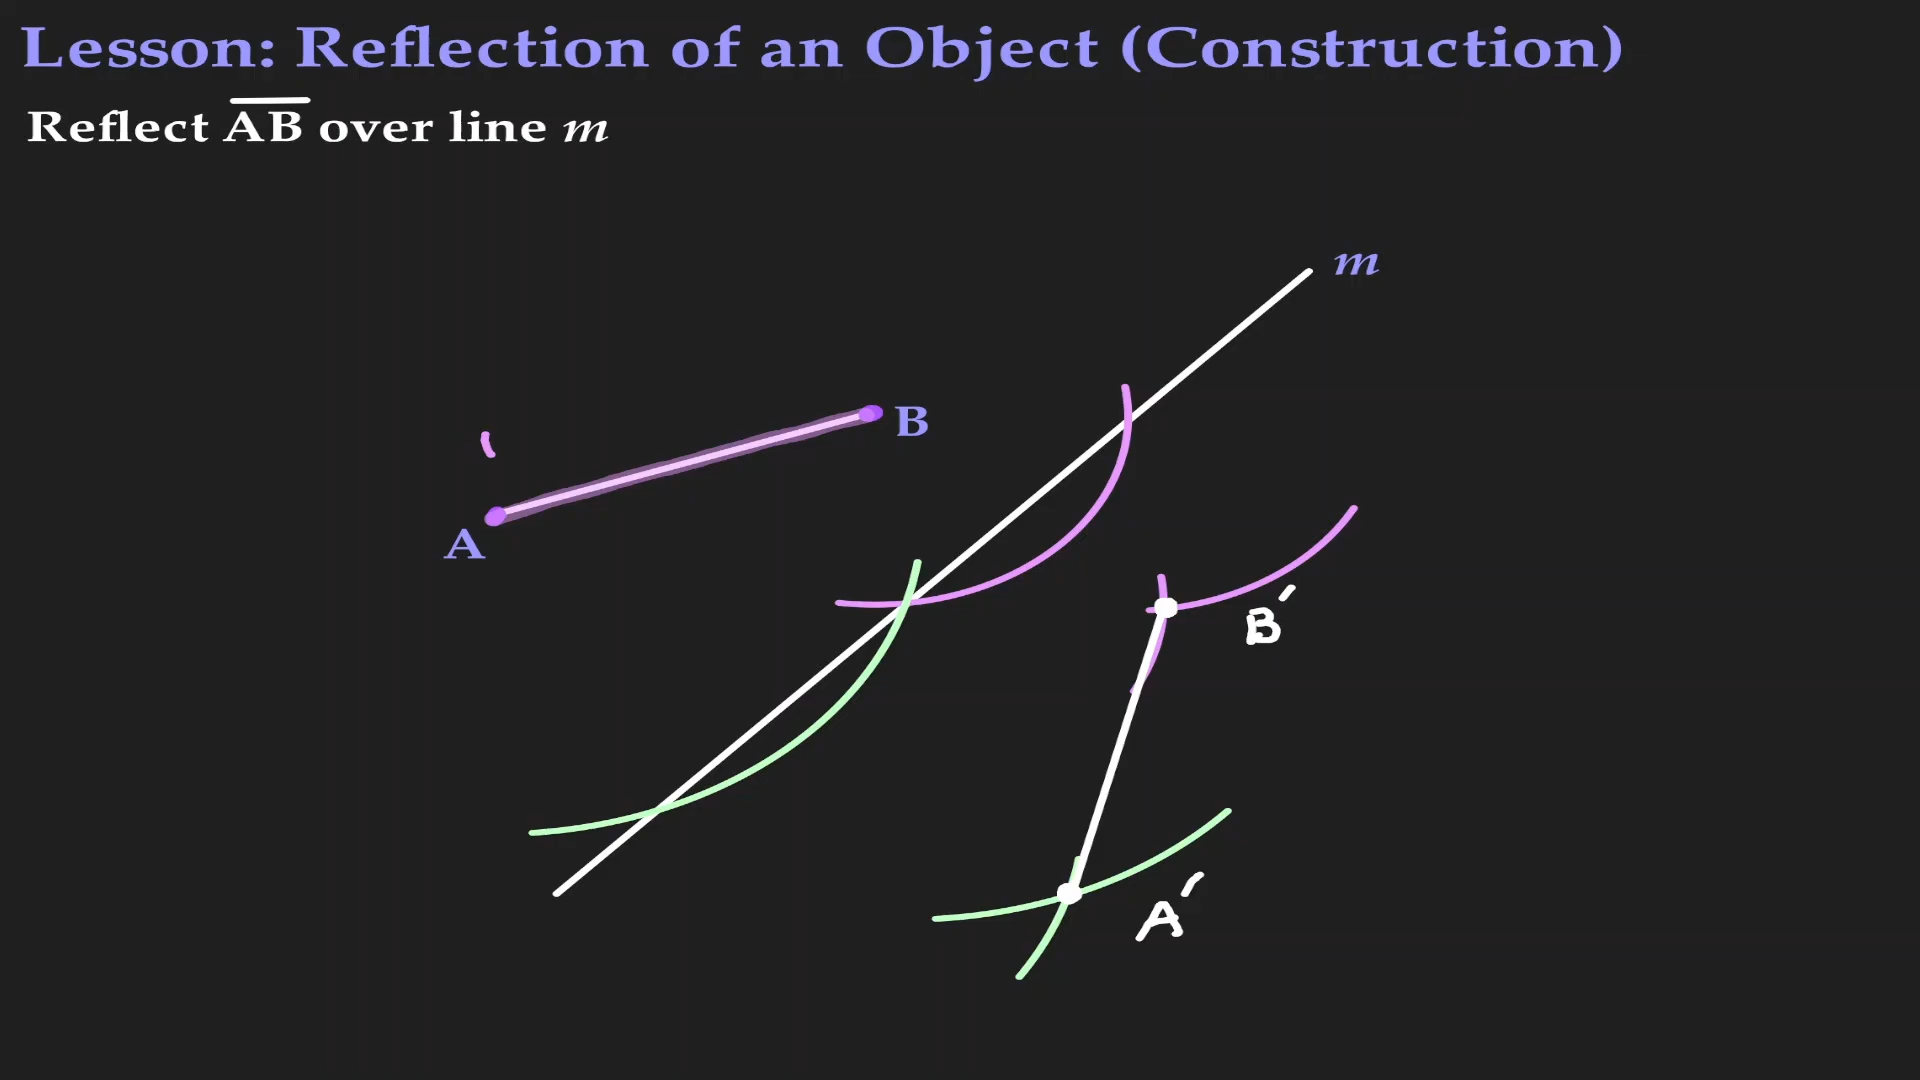 Lesson: Reflection of an Object (Construction)
Reflect AB over line m
m
B
A
B′
A′